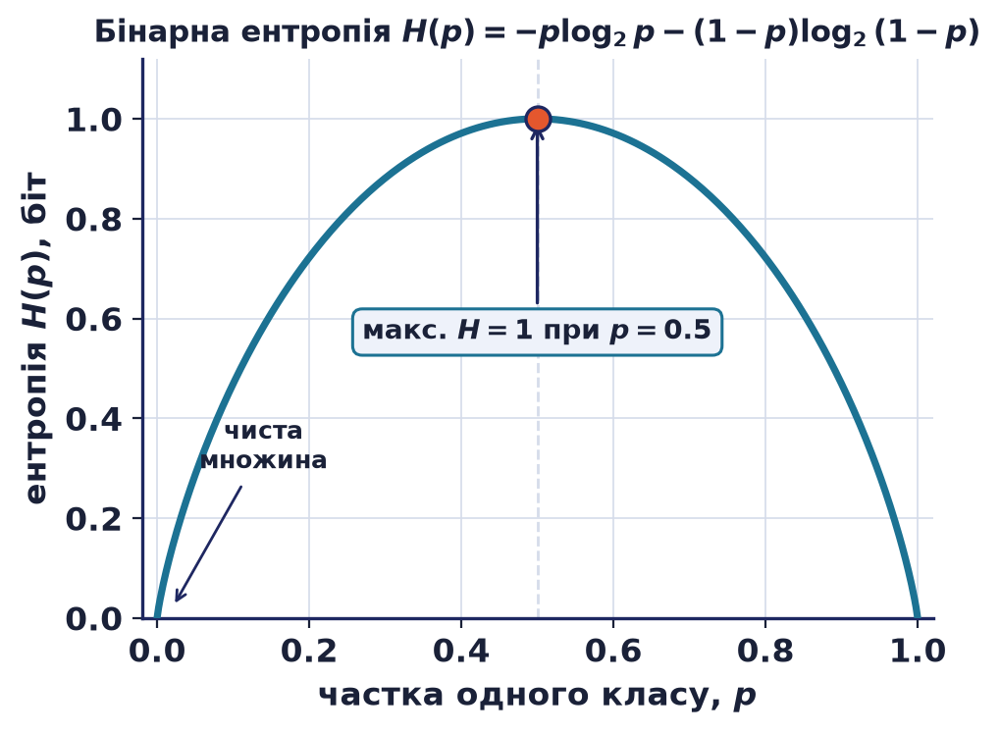 Бінарна ентропія H(p) = −plog₂ p − (1 − p)log₂ (1 − p)
ентропія H(p), біт
1.0
0.8
0.6
0.4
0.2
0.0
макс. H = 1 при p = 0.5
чиста
множина
0.0 0.2 0.4 0.6 0.8 1.0
частка одного класу, p